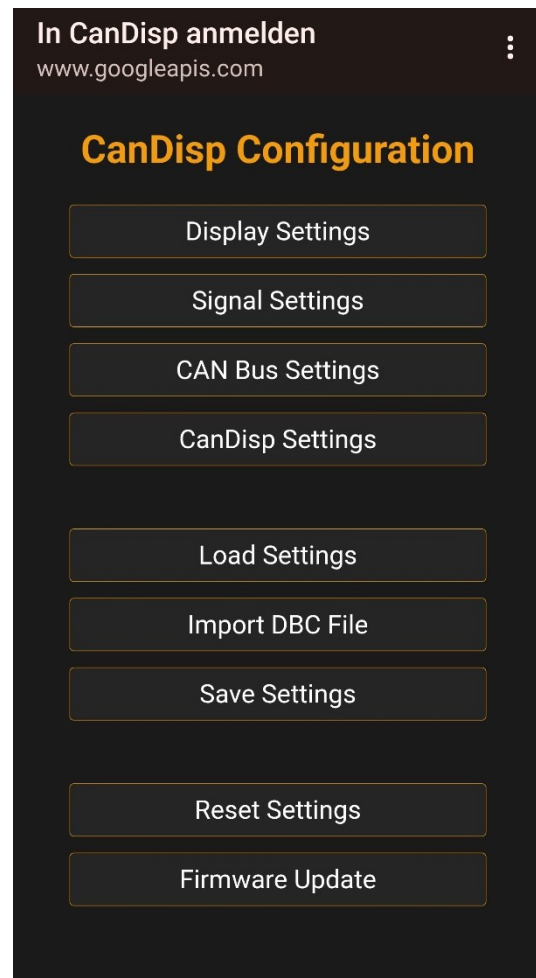 In CanDisp anmelden
www.googleapis.com
CanDisp Configuration
Display Settings
Signal Settings
CAN Bus Settings
CanDisp Settings
Load Settings
Import DBC File
Save Settings
Reset Settings
Firmware Update